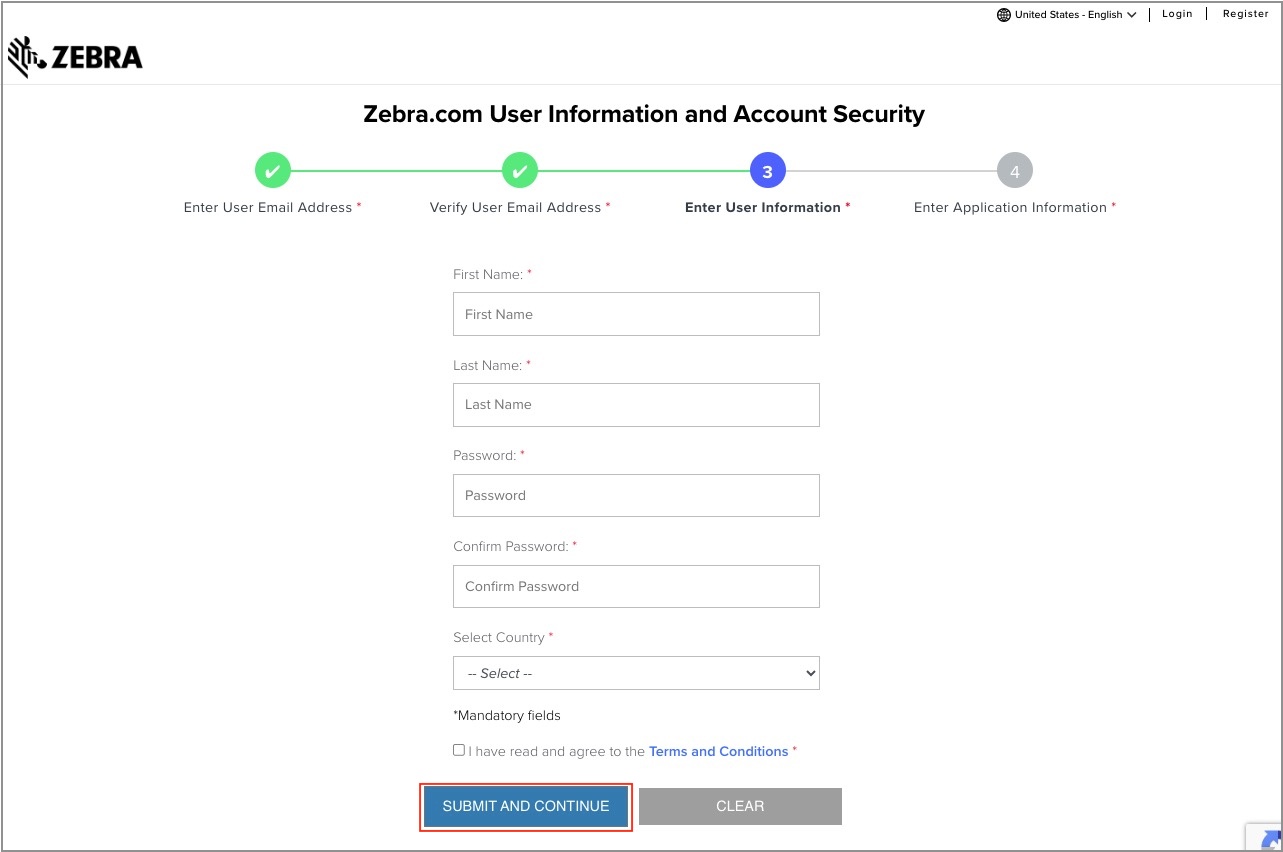 United States - English
Login
Register
ZEBRA
Zebra.com User Information and Account Security
3
4
Enter User Email Address *
Verify User Email Address *
Enter User Information *
Enter Application Information *
First Name: *
First Name
Last Name: *
Last Name
Password: *
Password
Confirm Password: *
Confirm Password
Select Country *
-- Select --
*Mandatory fields
I have read and agree to the Terms and Conditions *
SUBMIT AND CONTINUE
CLEAR